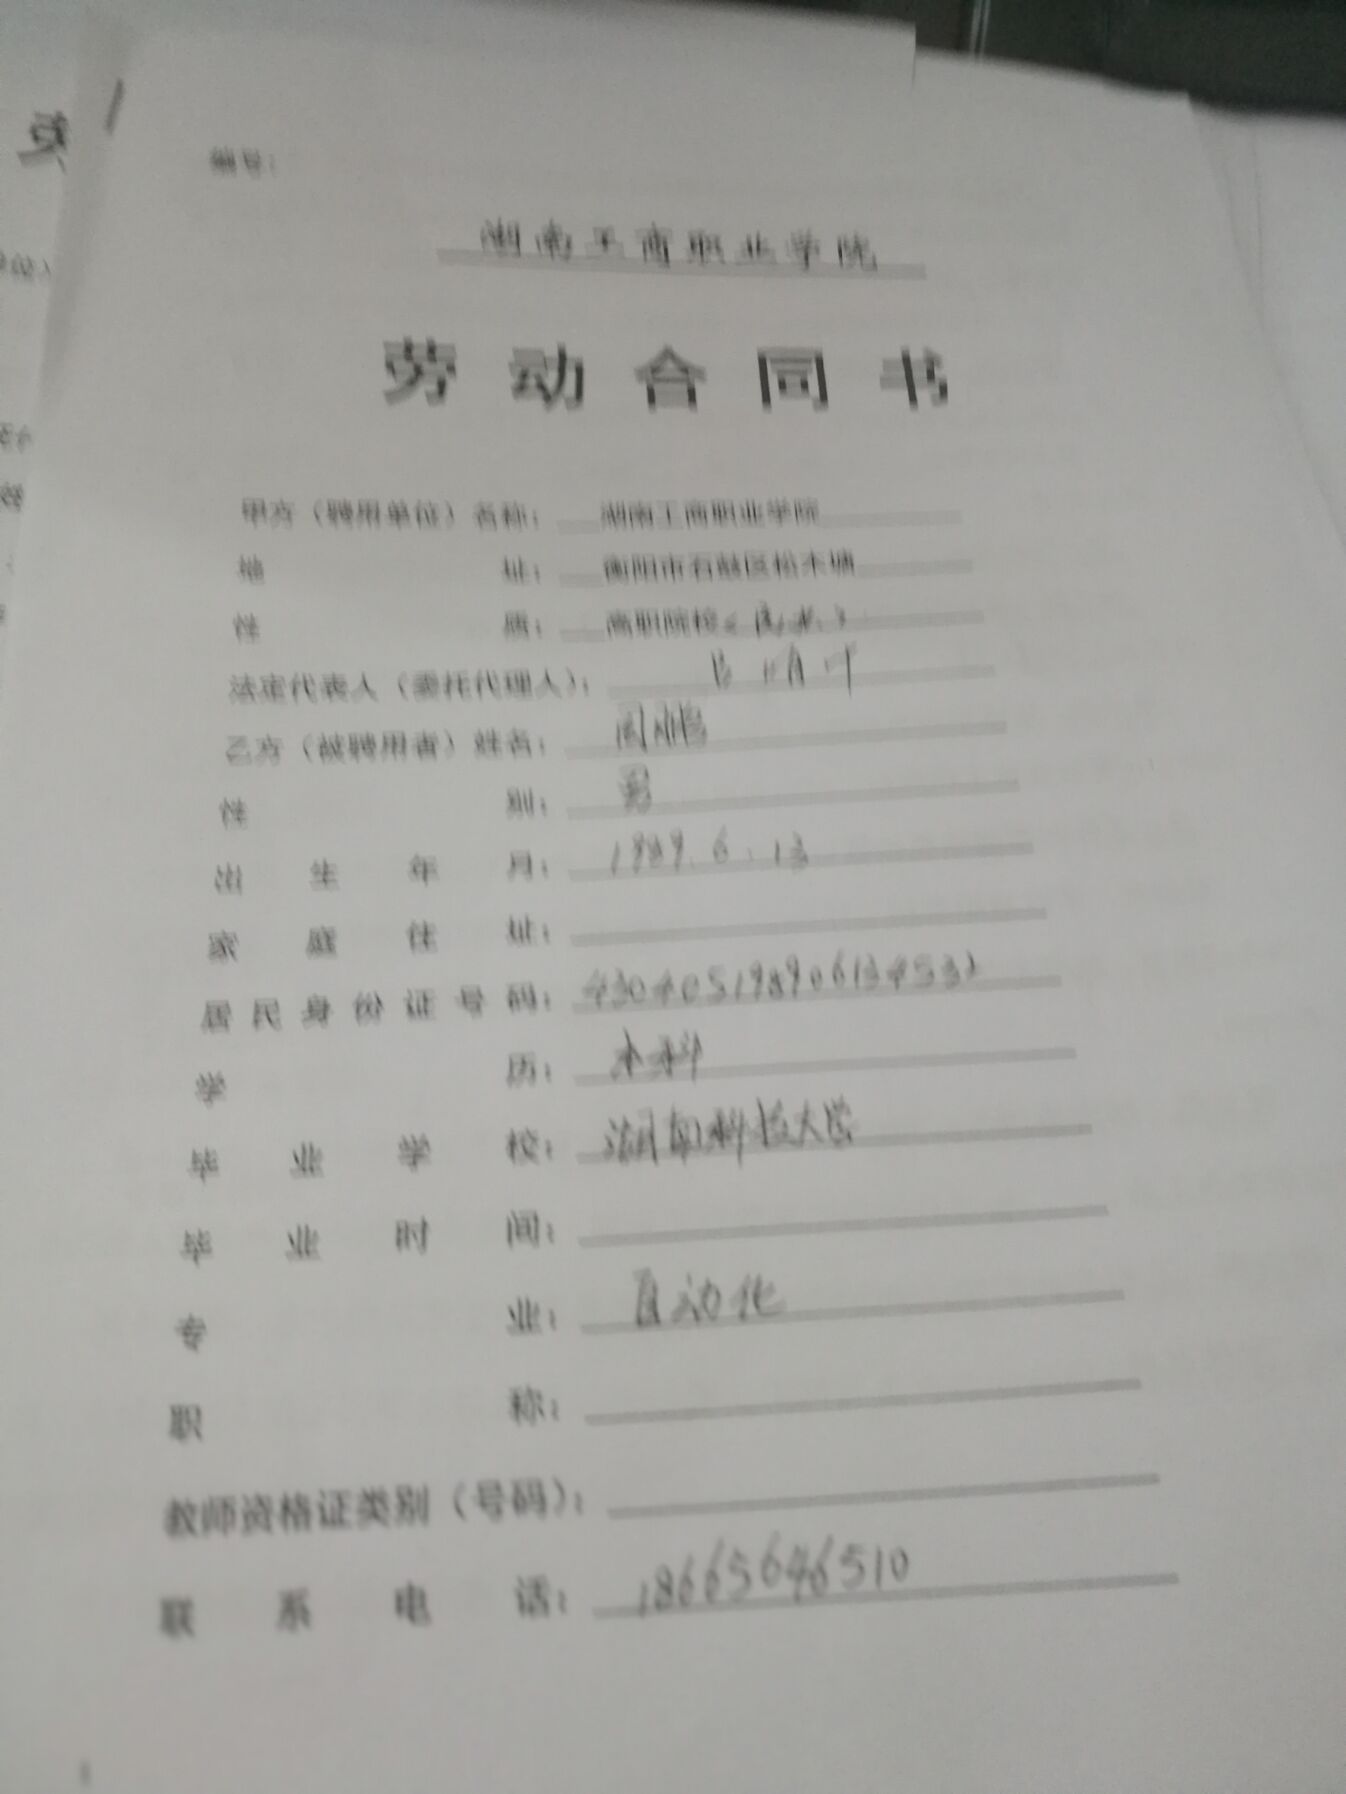 编号：
湖南工商职业学院
劳动合同书
甲方（聘用单位）名称： 湖南工商职业学院
地址： 衡阳市石鼓区松木塘
性质： 高职院校（民办）
法定代表人（委托代理人）：
乙方（被聘用者）姓名：
性别： 男
出生年月： 1989.6.13
家庭住址：
居民身份证号码： 430405198906134532
学历： 本科
毕业学校： 湖南科技大学
毕业时间：
专业： 自动化
职称：
教师资格证类别（号码）：
联系电话： 18665646510